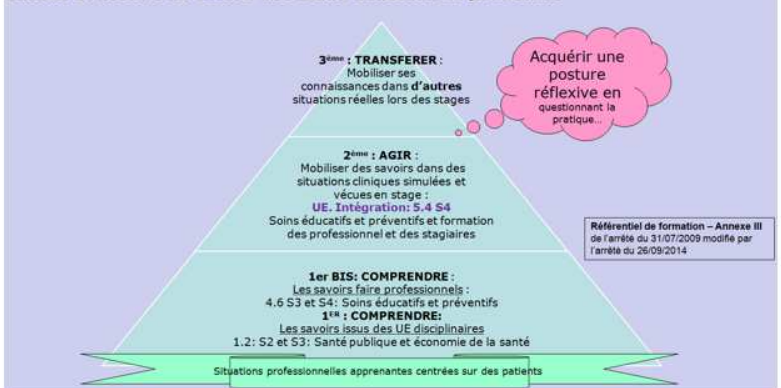 3ème : TRANSFERER :
Mobiliser ses
connaissances dans d'autres
situations réelles lors des stages
Acquérir une
posture
réflexive en
questionnant la
pratique...
2ème : AGIR :
Mobiliser des savoirs dans des
situations cliniques simulées et
vécues en stage :
UE. Intégration: 5.4 S4
Soins éducatifs et préventifs et formation
des professionnel et des stagiaires
Référentiel de formation – Annexe III
de l'arrêté du 31/07/2009 modifié par
l'arrêté du 26/09/2014
1er BIS: COMPRENDRE :
Les savoirs faire professionnels :
4.6 S3 et S4: Soins éducatifs et préventifs
1ER : COMPRENDRE:
Les savoirs issus des UE disciplinaires
1.2: S2 et S3: Santé publique et économie de la santé
Situations professionnelles apprenantes centrées sur des patients